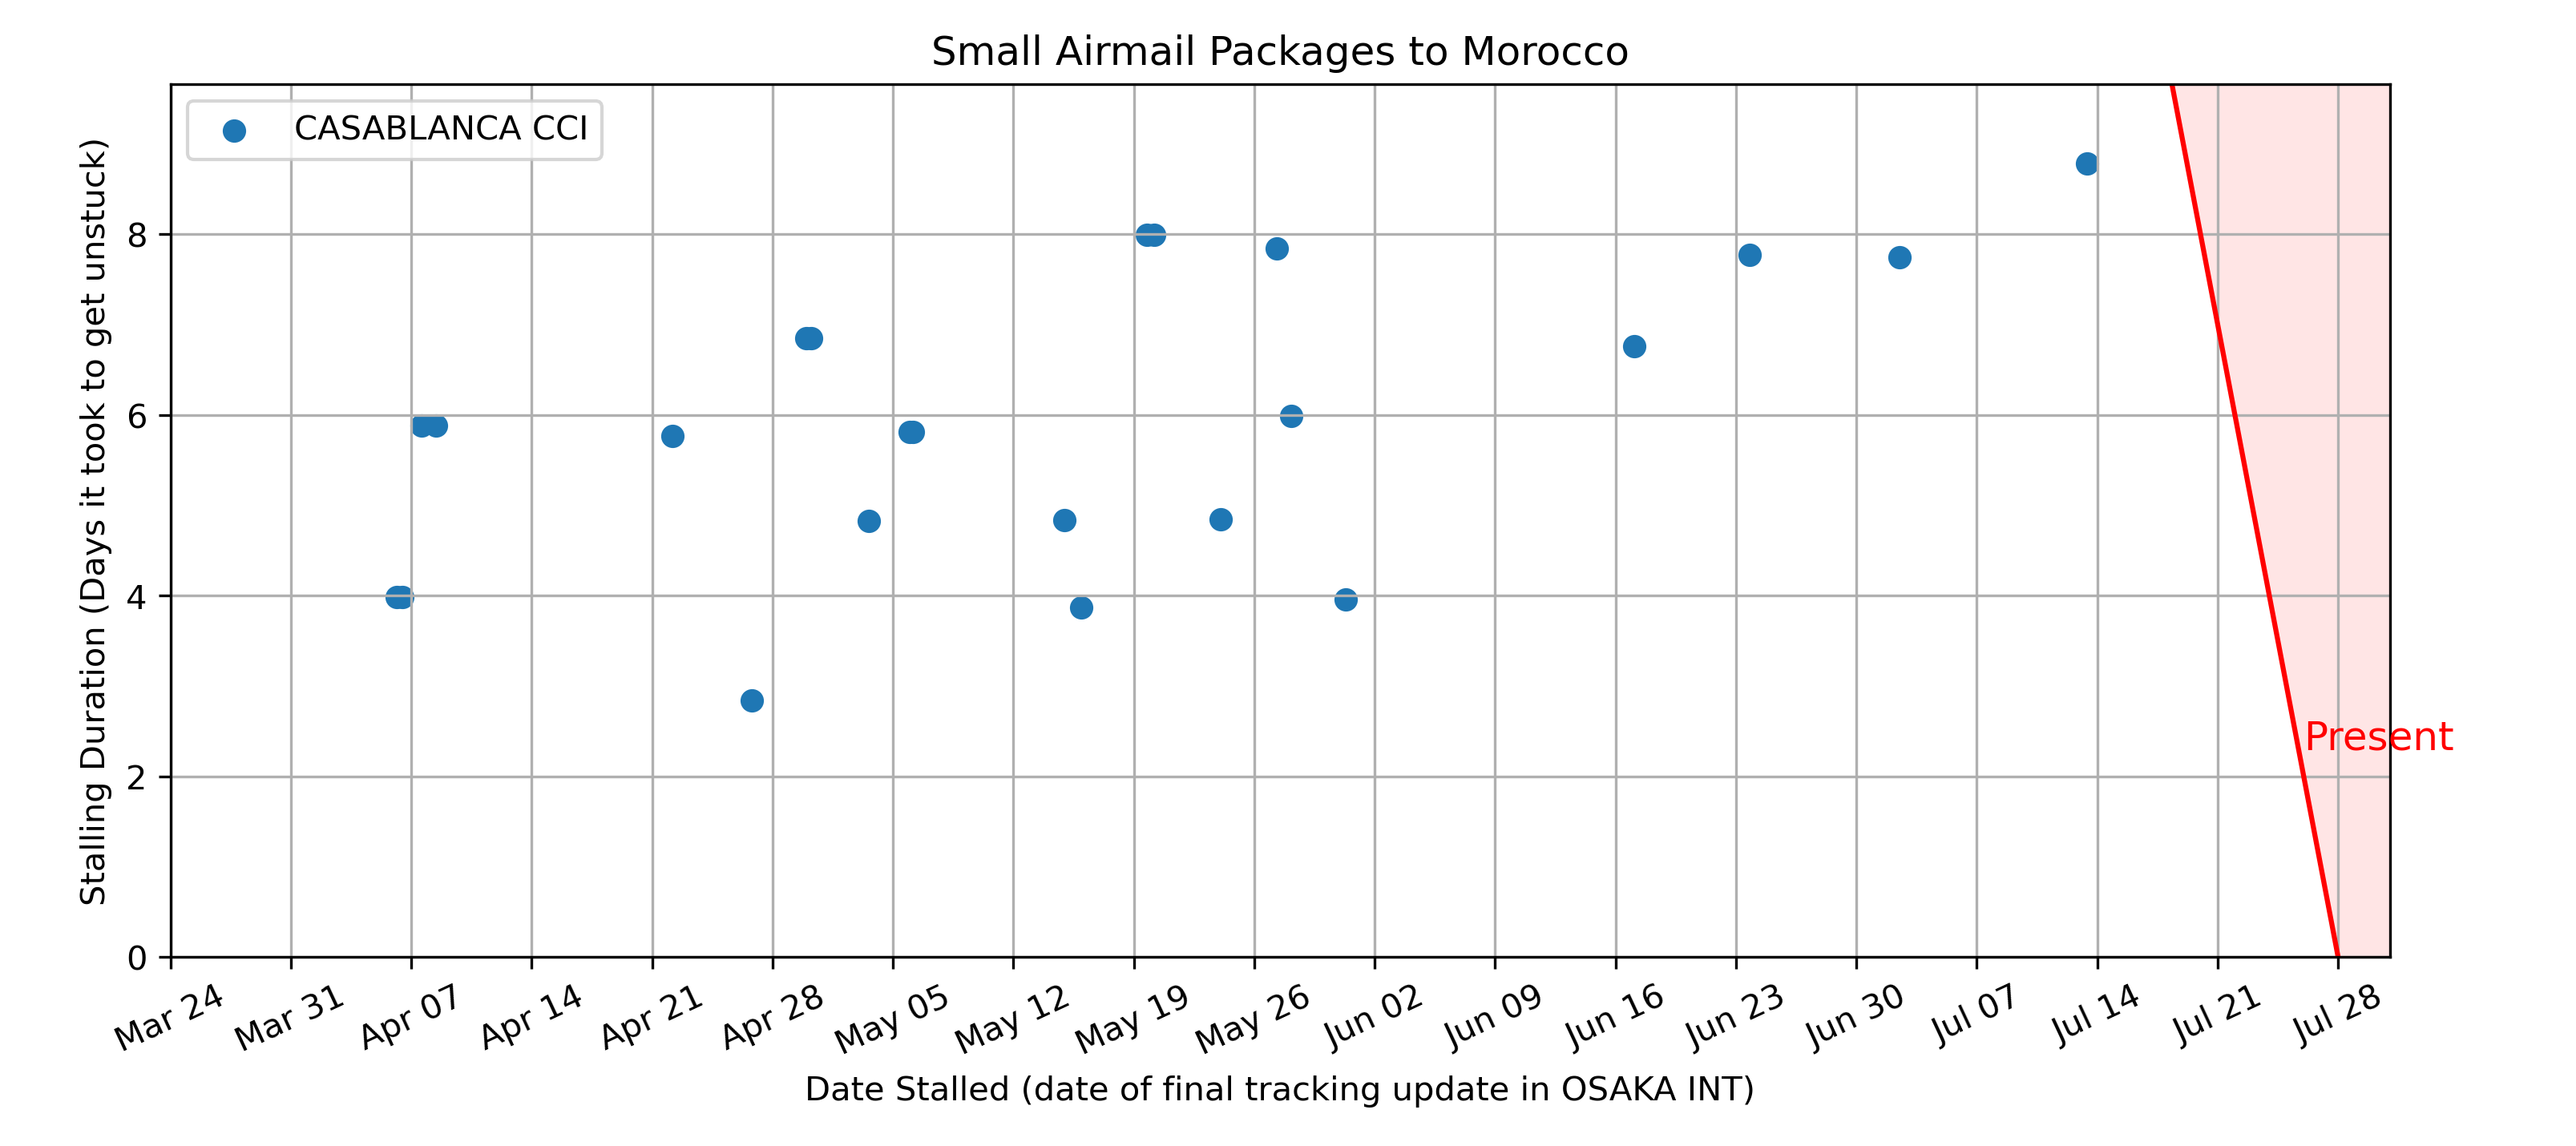 Small Airmail Packages to Morocco
CASABLANCA CCI
Stalling Duration (Days it took to get unstuck)
8
6
4
2
0
Present
Mar 24
Mar 31
Apr 07
Apr 14
Apr 21
Apr 28
May 05
May 12
May 19
May 26
Jun 02
Jun 09
Jun 16
Jun 23
Jun 30
Jul 07
Jul 14
Jul 21
Jul 28
Date Stalled (date of final tracking update in OSAKA INT)